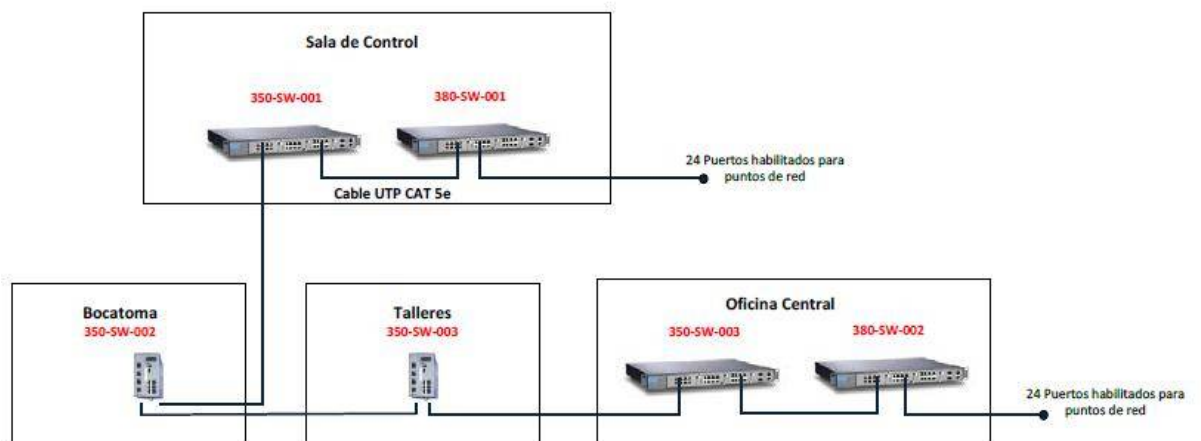 Sala de Control
350-SW-001
380-SW-001
24 Puertos habilitados para
puntos de red
Cable UTP CAT 5e
Bocatoma
350-SW-002
Talleres
350-SW-003
Oficina Central
350-SW-003
380-SW-002
24 Puertos habilitados para
puntos de red